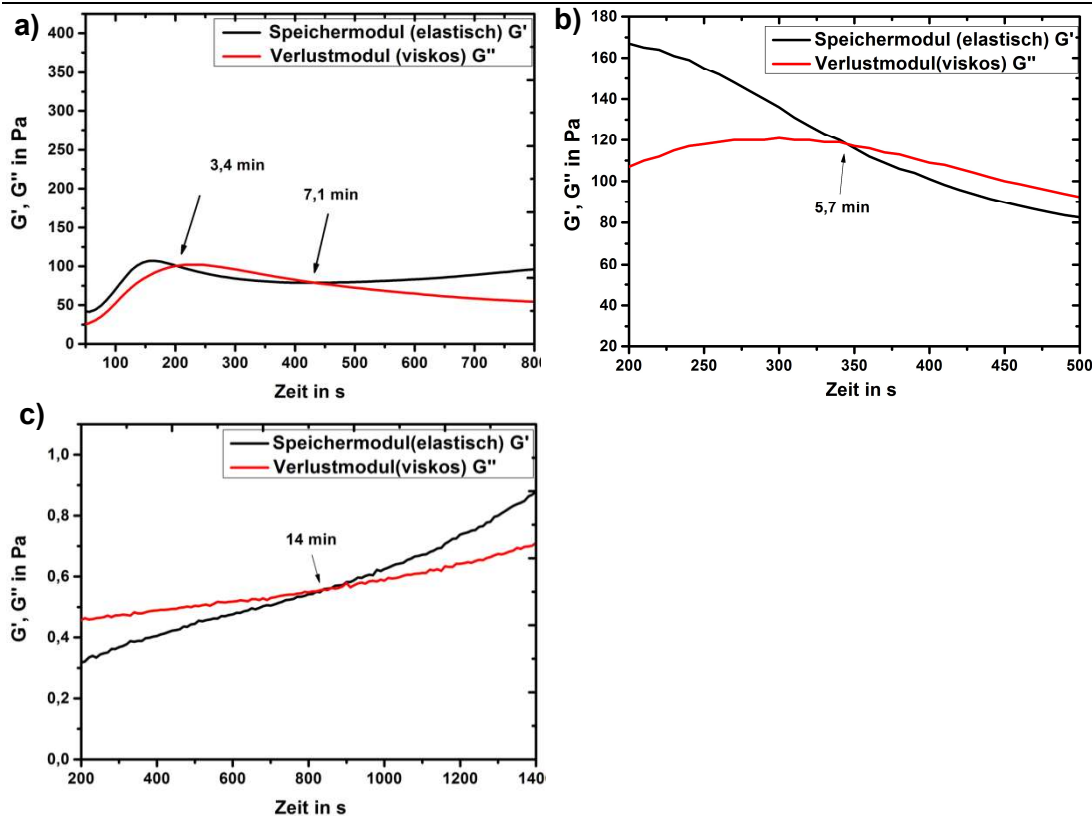 a)
Speichermodul (elastisch) G'
Verlustmodul (viskos) G''
400
350
300
250
200
150
100
50
0
G', G'' in Pa
3,4 min
7,1 min
100 200 300 400 500 600 700 800
Zeit in s
b)
Speichermodul (elastisch) G'
Verlustmodul(viskos) G''
180
160
140
120
100
80
60
40
20
G', G'' in Pa
5,7 min
200 250 300 350 400 450 500
Zeit in s
c)
Speichermodul(elastisch) G'
Verlustmodul(viskos) G''
1,0
0,8
0,6
0,4
0,2
0,0
G', G'' in Pa
14 min
200 400 600 800 1000 1200 1400
Zeit in s